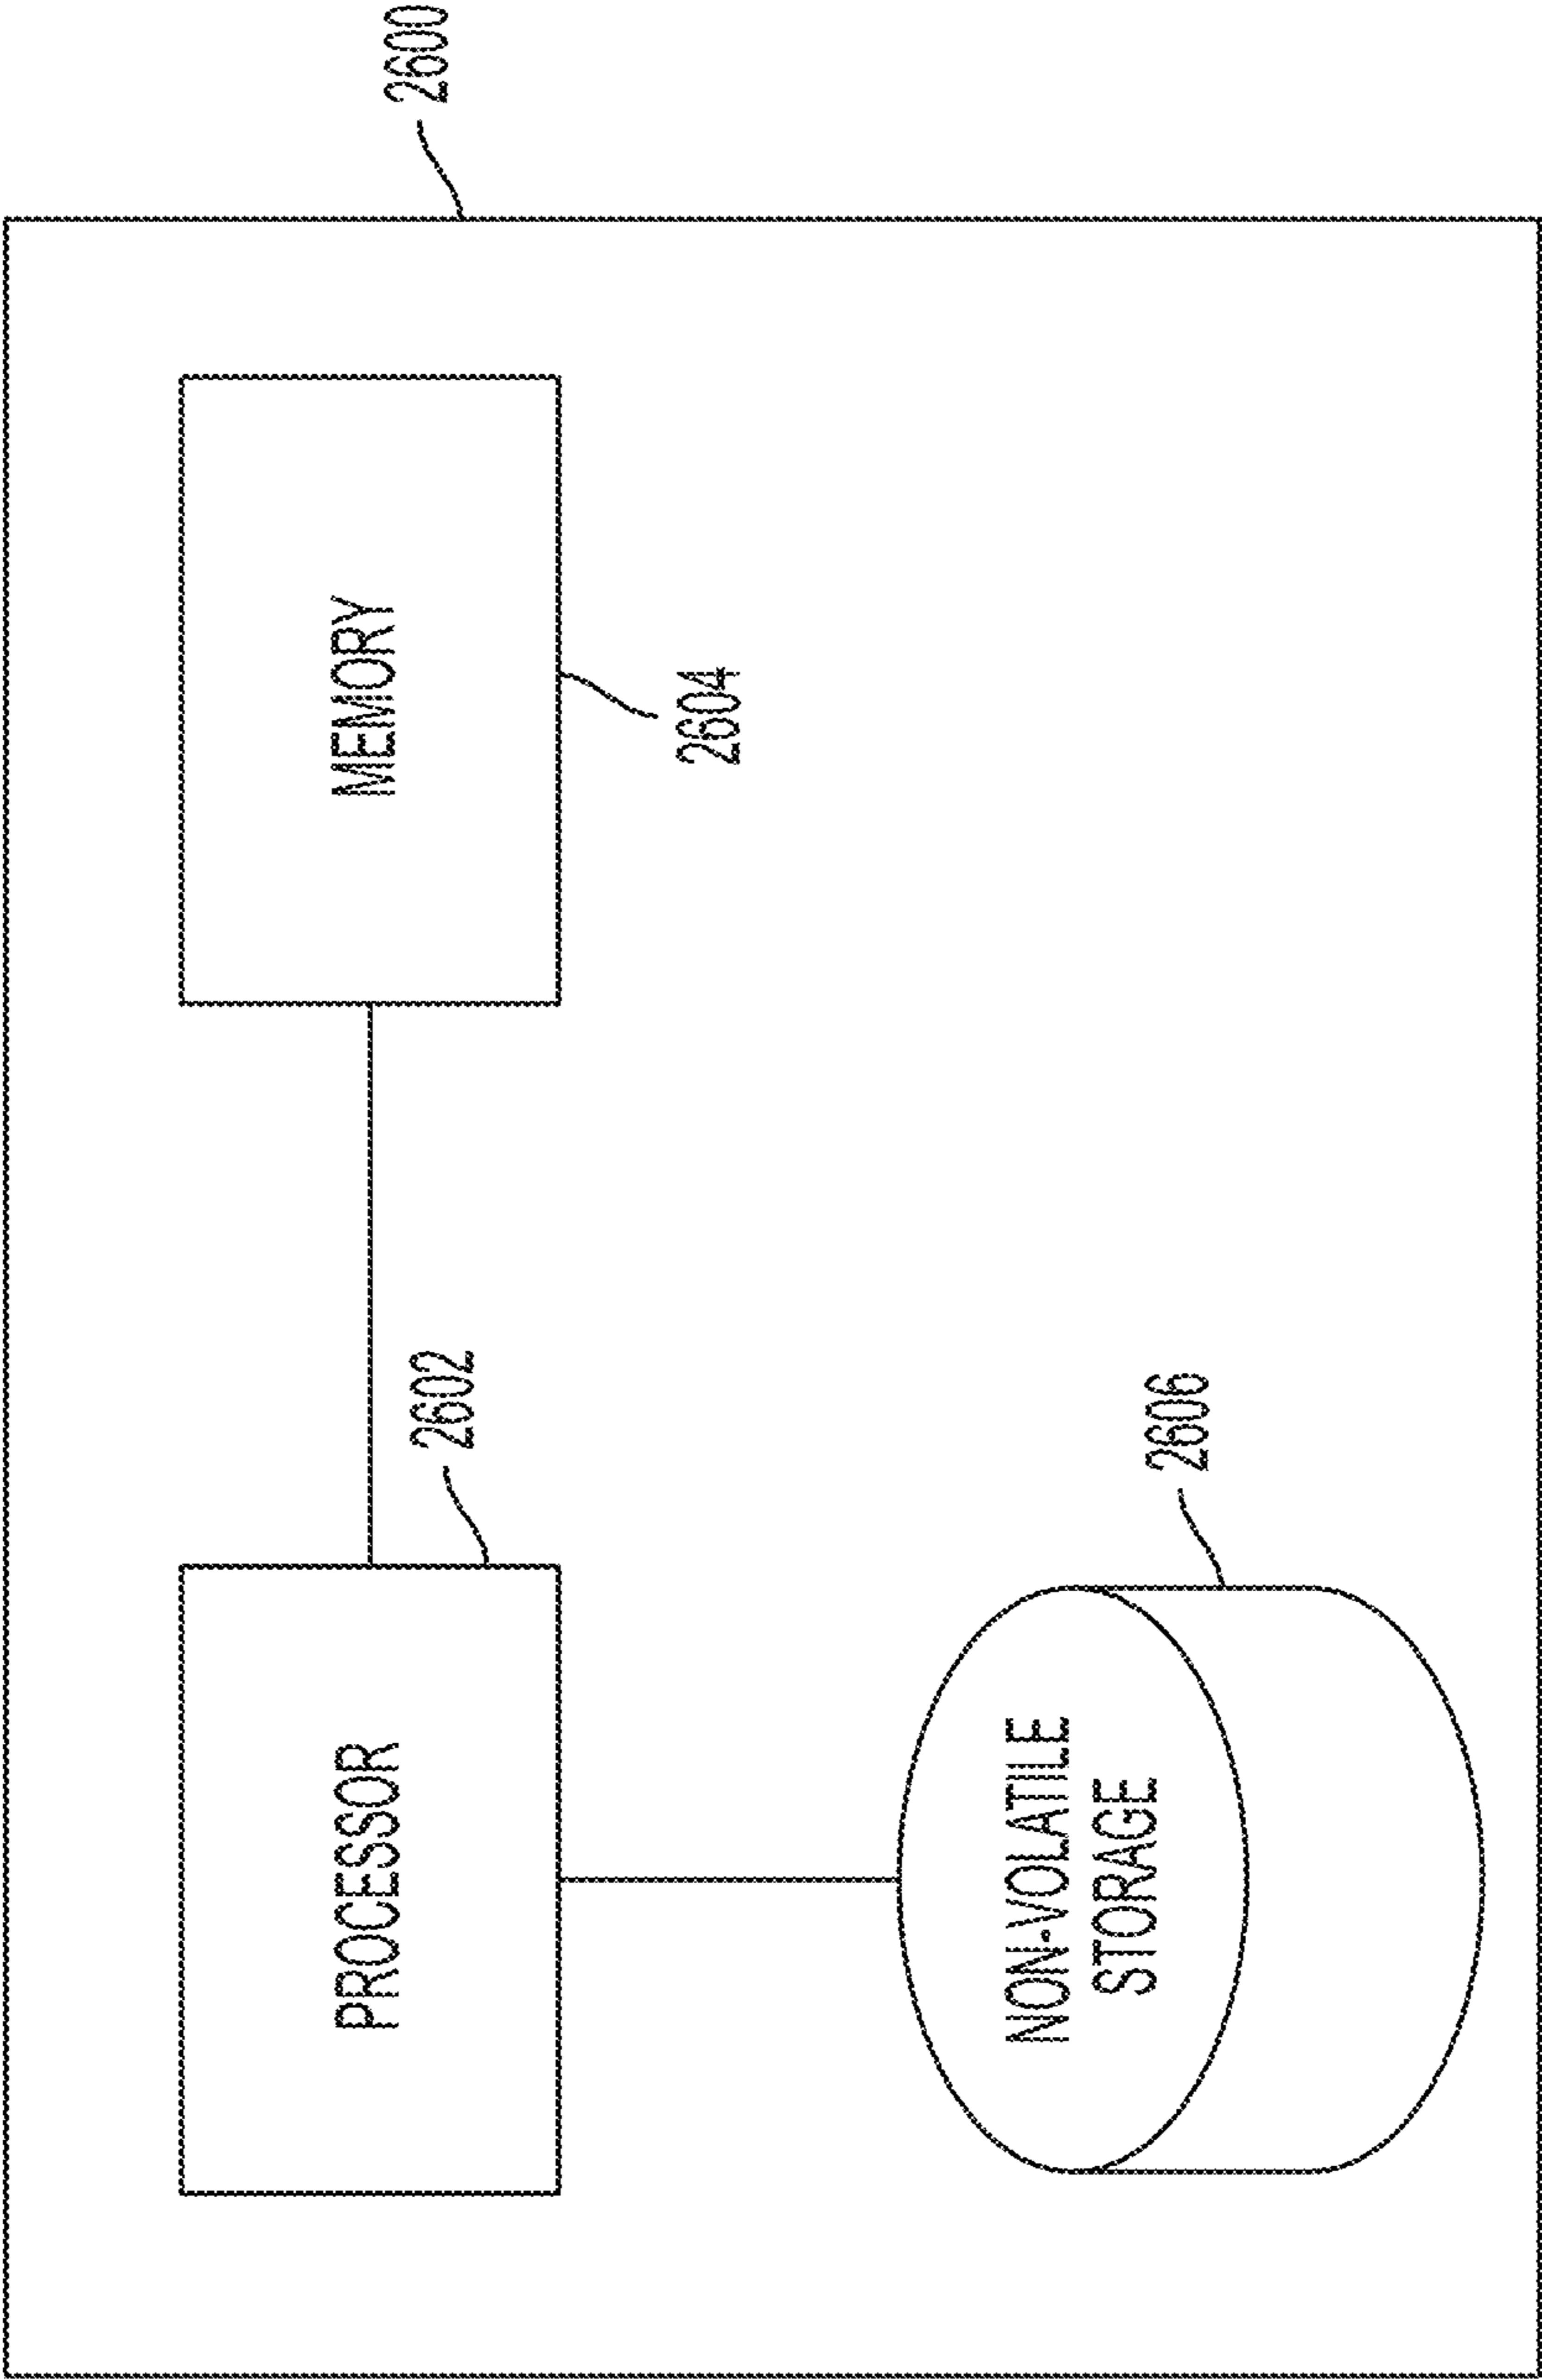 2600
PROCESSOR
2602
MEMORY
2604
NON-VOLATILE
STORAGE
2606